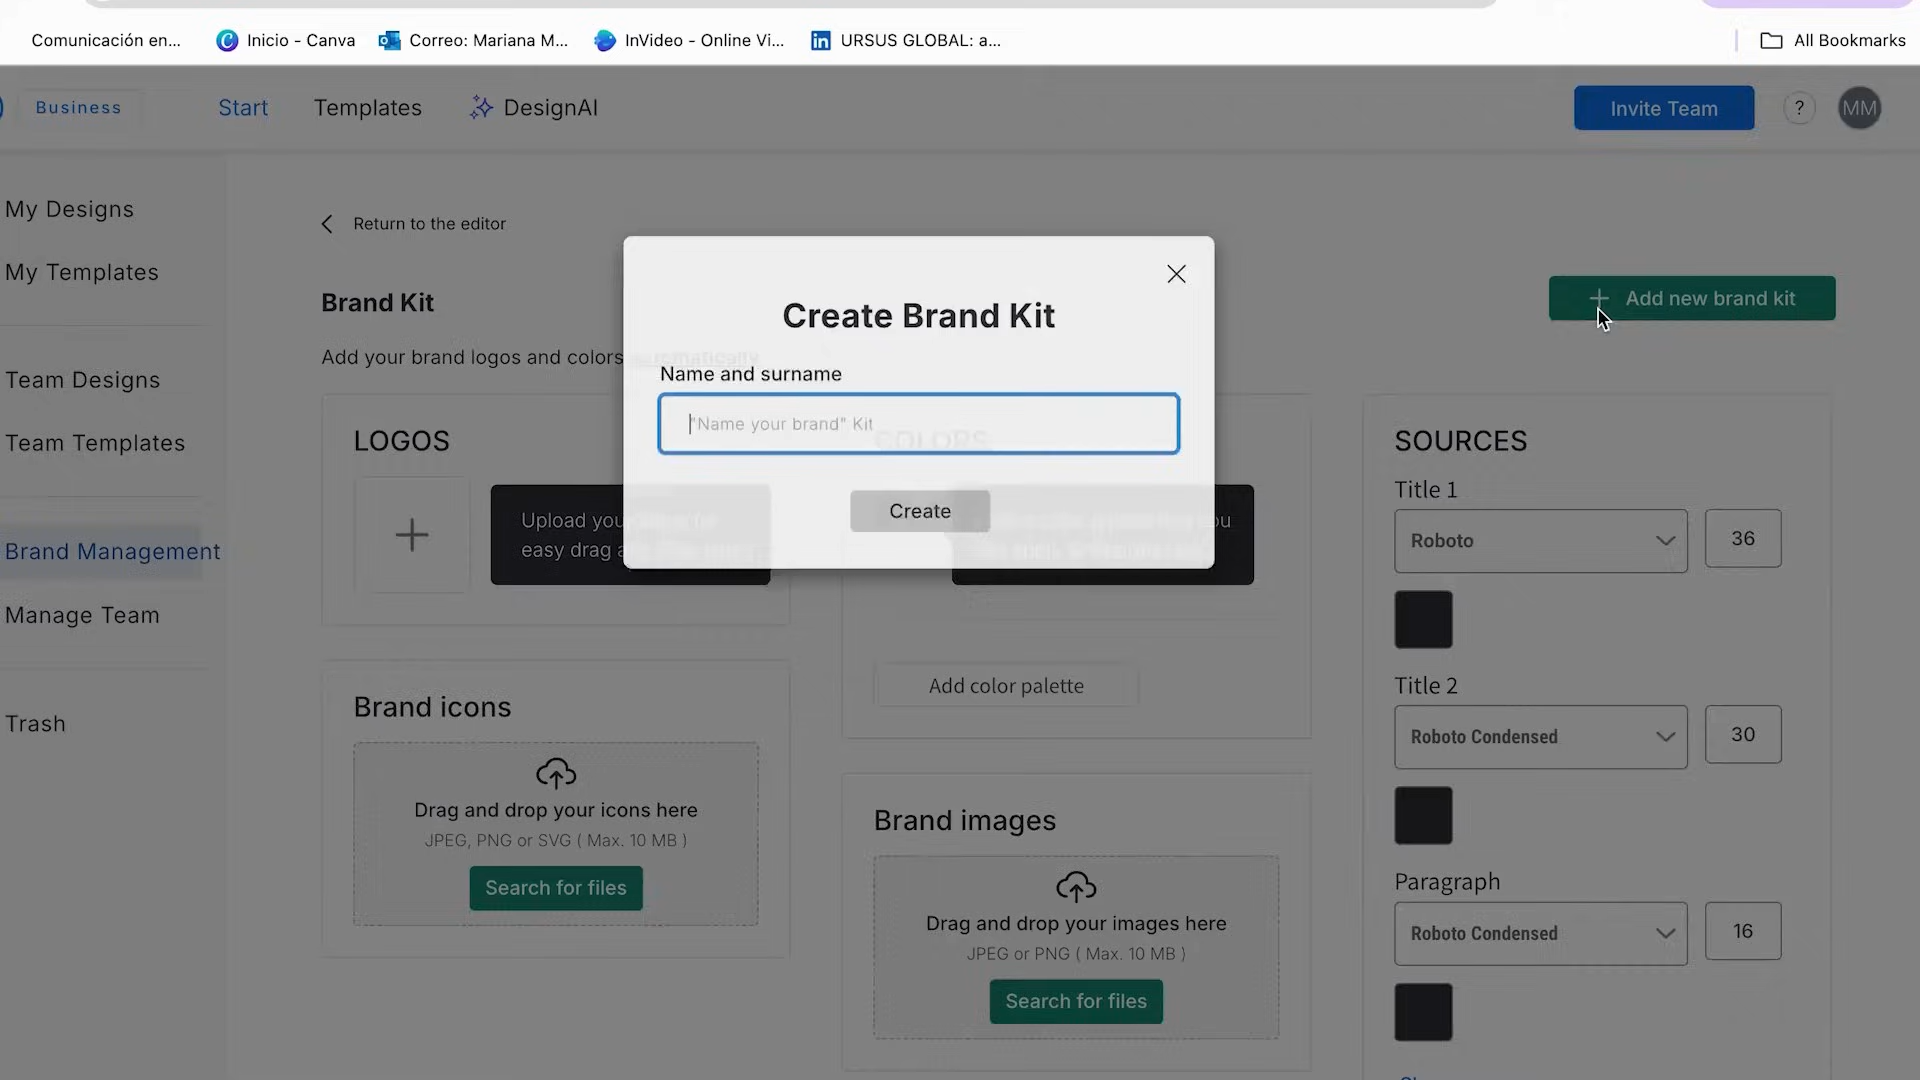 Comunicación en...
Inicio - Canva
Correo: Mariana M...
InVideo - Online Vi...
URSUS GLOBAL: a...
All Bookmarks
Business
Start
Templates
DesignAI
Invite Team
?
MM
My Designs
My Templates
Team Designs
Team Templates
Brand Management
Manage Team
Trash
Return to the editor
Brand Kit
Add new brand kit
Add your brand logos and colors
Create Brand Kit
Name and surname
"Name your brand" Kit
Create
LOGOS
Upload
easy drag
COLORS
Add color palette
Brand icons
Drag and drop your icons here
JPEG, PNG or SVG ( Max. 10 MB )
Search for files
Brand images
Drag and drop your images here
JPEG or PNG ( Max. 10 MB )
Search for files
SOURCES
Title 1
Roboto
36
Title 2
Roboto Condensed
30
Paragraph
Roboto Condensed
16